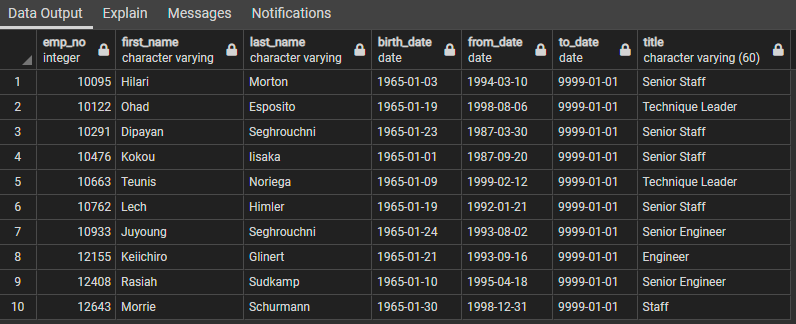 Data Output Explain Messages Notifications
emp_no first_name last_name birth_date from_date to_date title
integer character varying character varying date date date character varying (60)
1 10095 Hilari Morton 1965-01-03 1994-03-10 9999-01-01 Senior Staff
2 10122 Ohad Esposito 1965-01-19 1998-08-06 9999-01-01 Technique Leader
3 10291 Dipayan Seghrouchni 1965-01-23 1987-03-30 9999-01-01 Senior Staff
4 10476 Kokou Iisaka 1965-01-01 1987-09-20 9999-01-01 Senior Staff
5 10663 Teunis Noriega 1965-01-09 1999-02-12 9999-01-01 Technique Leader
6 10762 Lech Himler 1965-01-19 1992-01-21 9999-01-01 Senior Staff
7 10933 Juyoung Seghrouchni 1965-01-24 1993-08-02 9999-01-01 Senior Engineer
8 12155 Keiichiro Glinert 1965-01-21 1993-09-16 9999-01-01 Engineer
9 12408 Rasiah Sudkamp 1965-01-10 1995-04-18 9999-01-01 Senior Engineer
10 12643 Morrie Schurmann 1965-01-30 1998-12-31 9999-01-01 Staff